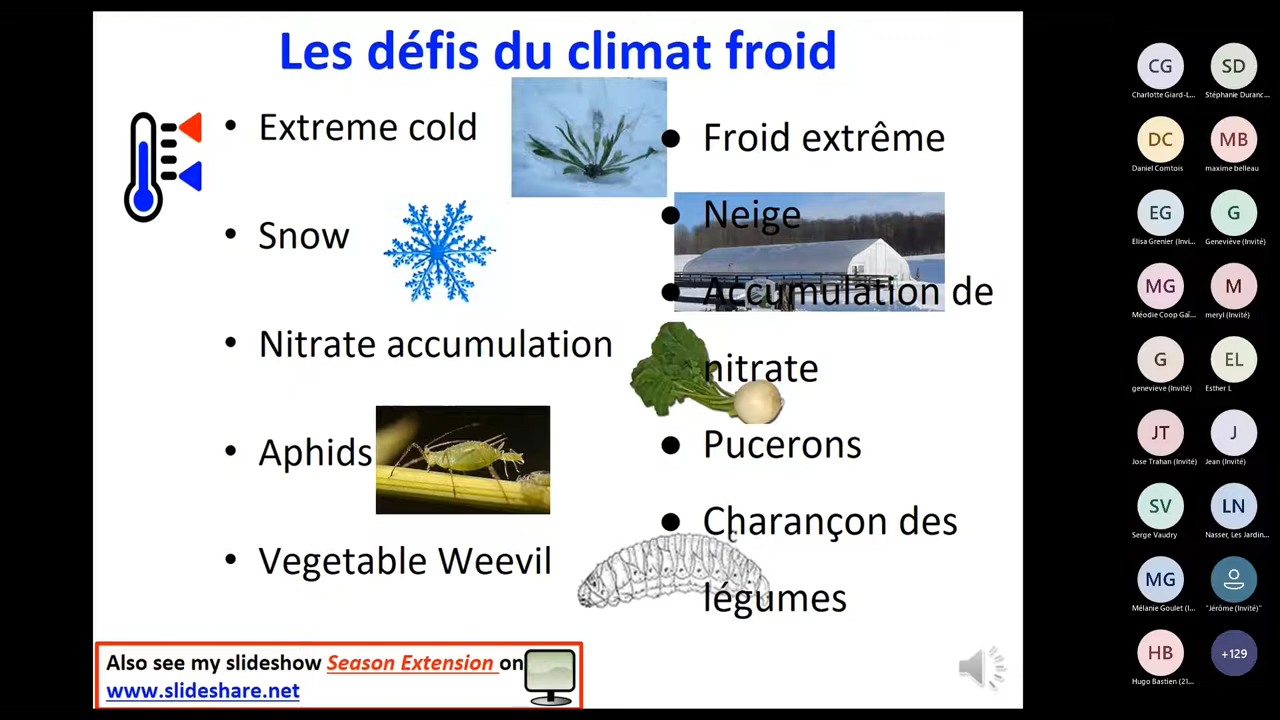 Les défis du climat froid
• Extreme cold
• Snow
• Nitrate accumulation
• Aphids
• Vegetable Weevil
● Froid extrême
● Neige
● Accumulation de
nitrate
● Pucerons
● Charançon des
légumes
Also see my slideshow Season Extension on
www.slideshare.net
CG
Charlotte Giard-L...
SD
Stéphanie Duranc...
DC
Daniel Comtois
MB
maxime belleau
EG
Elisa Grenier (Invi...
G
Geneviève (Invité)
MG
Méodie Coop Gaï...
M
meryl (Invité)
G
genevieve (Invité)
EL
Esther L
JT
Jose Trahan (Invité)
J
Jean (Invité)
SV
Serge Vaudry
LN
Nasser, Les Jardin...
MG
Mélanie Goulet (I...
"Jérôme (Invité)"
HB
Hugo Bastien (21...
+129